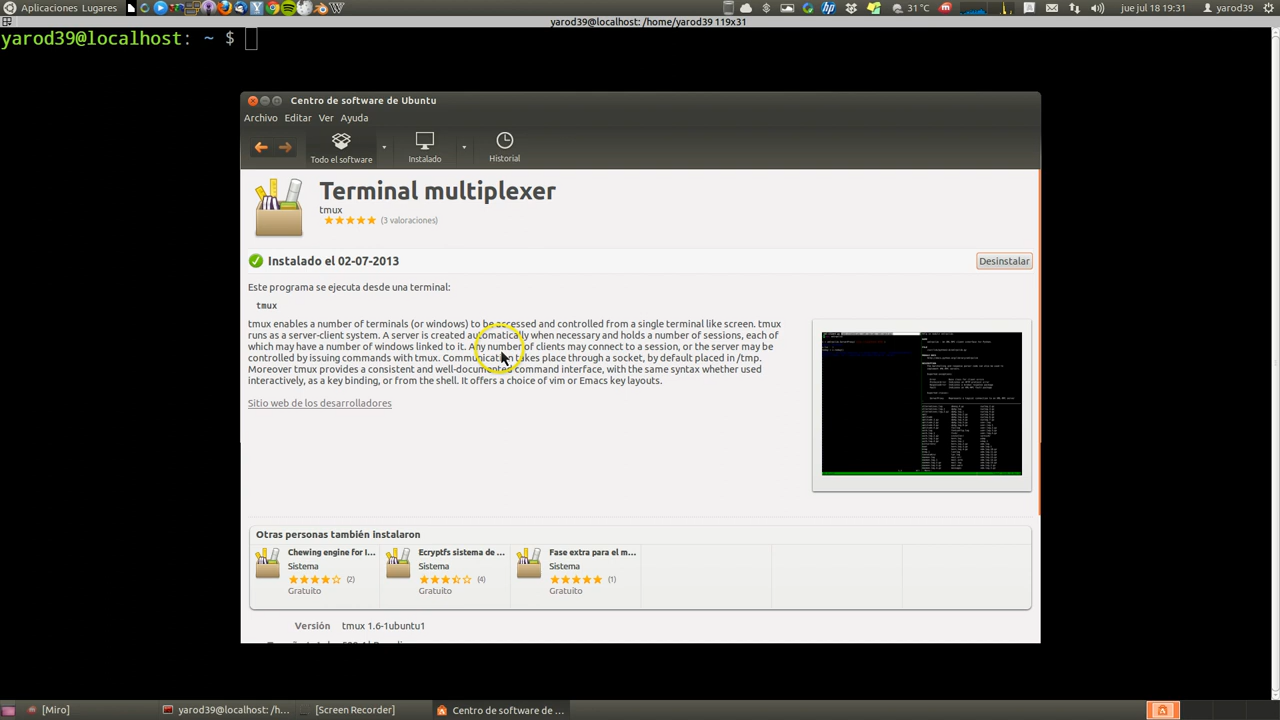 Aplicaciones Lugares
31°C
jue jul 18 19:31
yarod39
yarod39@localhost: /home/yarod39 119x31
yarod39@localhost: ~ $
Centro de software de Ubuntu
Archivo Editar Ver Ayuda
Todo el software
Instalado
Historial
Terminal multiplexer
tmux
(3 valoraciones)
Instalado el 02-07-2013
Desinstalar
Este programa se ejecuta desde una terminal:
tmux
tmux enables a number of terminals (or windows) to be accessed and controlled from a single terminal like screen. tmux
runs as a server-client system. A server is created automatically when necessary and holds a number of sessions, each of
which may have a number of windows linked to it. Any number of clients may connect to a session, or the server may be
controlled by issuing commands with tmux. Communication takes place through a socket, by default placed in /tmp.
Moreover tmux provides a consistent and well-documented command interface, with the same syntax whether used
interactively, as a key binding, or from the shell. It offers a choice of vim or Emacs key layouts.
Sitio web de los desarrolladores
Otras personas también instalaron
Chewing engine for I...
Sistema
(2)
Gratuito
Ecryptfs sistema de ...
Sistema
(4)
Gratuito
Fase extra para el m...
Sistema
(1)
Gratuito
Versión tmux 1.6-1ubuntu1
[Miro]
yarod39@localhost: /h...
[Screen Recorder]
Centro de software de ...